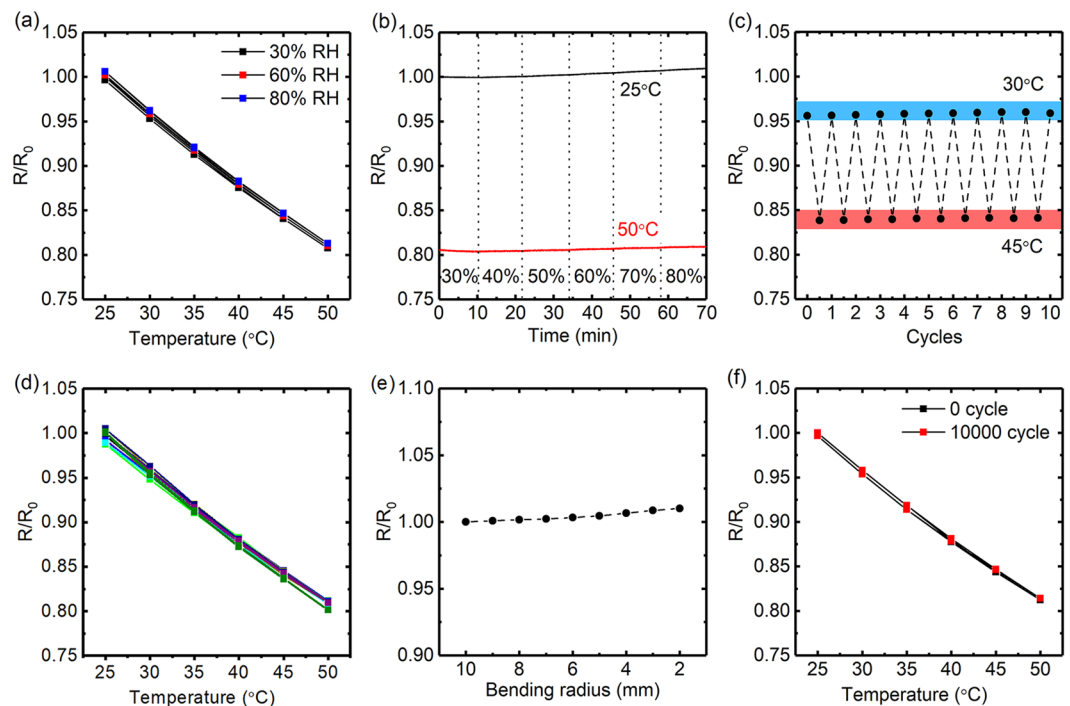 (a)
1.05
1.00
0.95
0.90
0.85
0.80
0.75
R/R0
30% RH
60% RH
80% RH
25 30 35 40 45 50
Temperature (°C)
(b)
1.05
1.00
0.95
0.90
0.85
0.80
0.75
R/R0
25°C
50°C
30% 40% 50% 60% 70% 80%
0 10 20 30 40 50 60 70
Time (min)
(c)
1.05
1.00
0.95
0.90
0.85
0.80
0.75
R/R0
30°C
45°C
0 1 2 3 4 5 6 7 8 9 10
Cycles
(d)
1.05
1.00
0.95
0.90
0.85
0.80
0.75
R/R0
25 30 35 40 45 50
Temperature (°C)
(e)
1.10
1.05
1.00
0.95
0.90
R/R0
10 8 6 4 2
Bending radius (mm)
(f)
1.05
1.00
0.95
0.90
0.85
0.80
0.75
R/R0
0 cycle
10000 cycle
25 30 35 40 45 50
Temperature (°C)